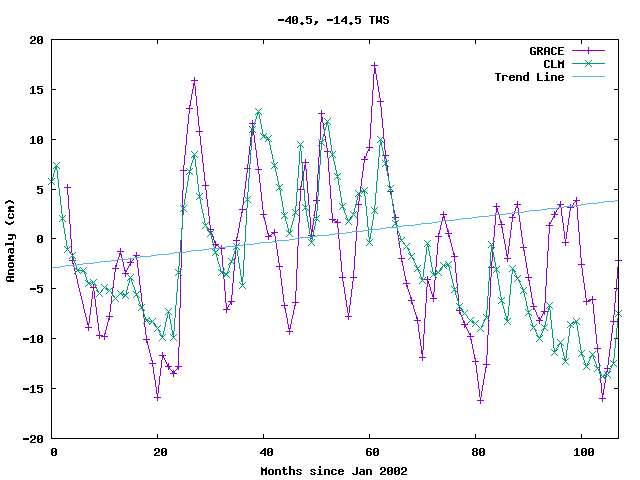 -40.5, -14.5 TWS
GRACE
CLM
Trend Line
20
15
10
5
0
-5
-10
-15
-20
Anomaly (cm)
0 20 40 60 80 100
Months since Jan 2002